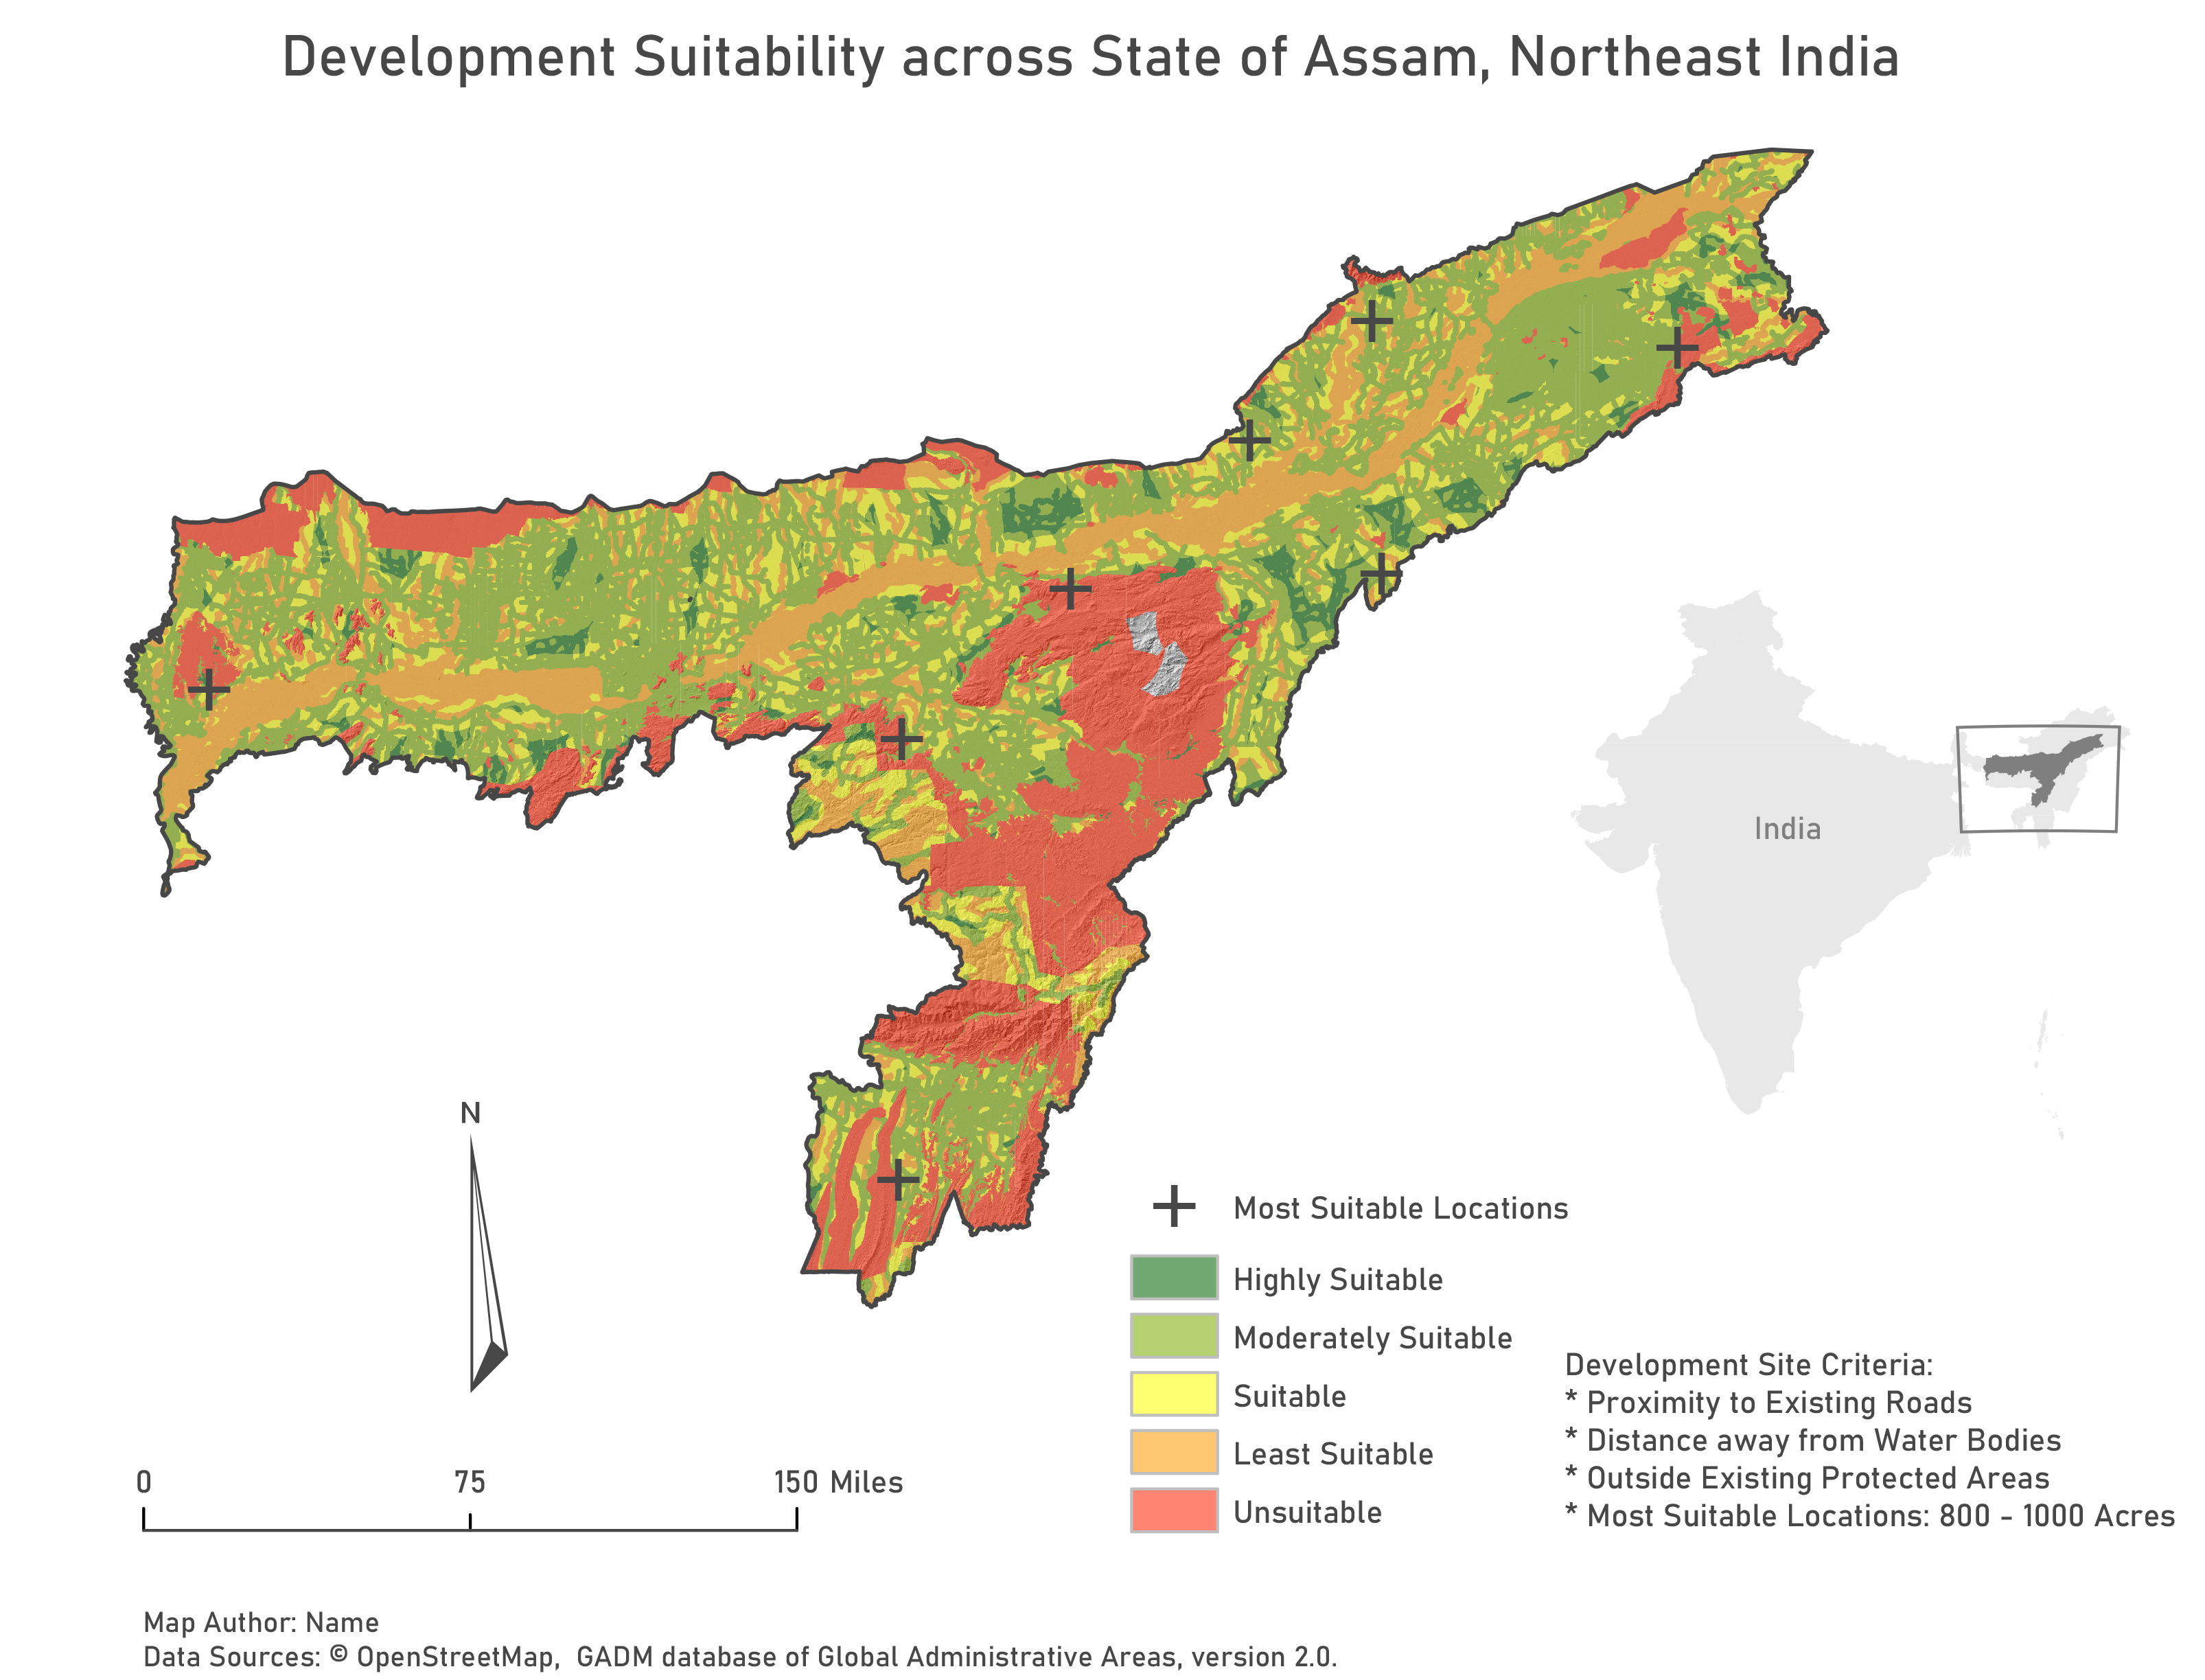 Development Suitability across State of Assam, Northeast India
India
N
Most Suitable Locations
Highly Suitable
Moderately Suitable
Suitable
Least Suitable
Unsuitable
Development Site Criteria:
* Proximity to Existing Roads
* Distance away from Water Bodies
* Outside Existing Protected Areas
* Most Suitable Locations: 800 - 1000 Acres
0 75 150 Miles
Map Author: Name
Data Sources: © OpenStreetMap, GADM database of Global Administrative Areas, version 2.0.